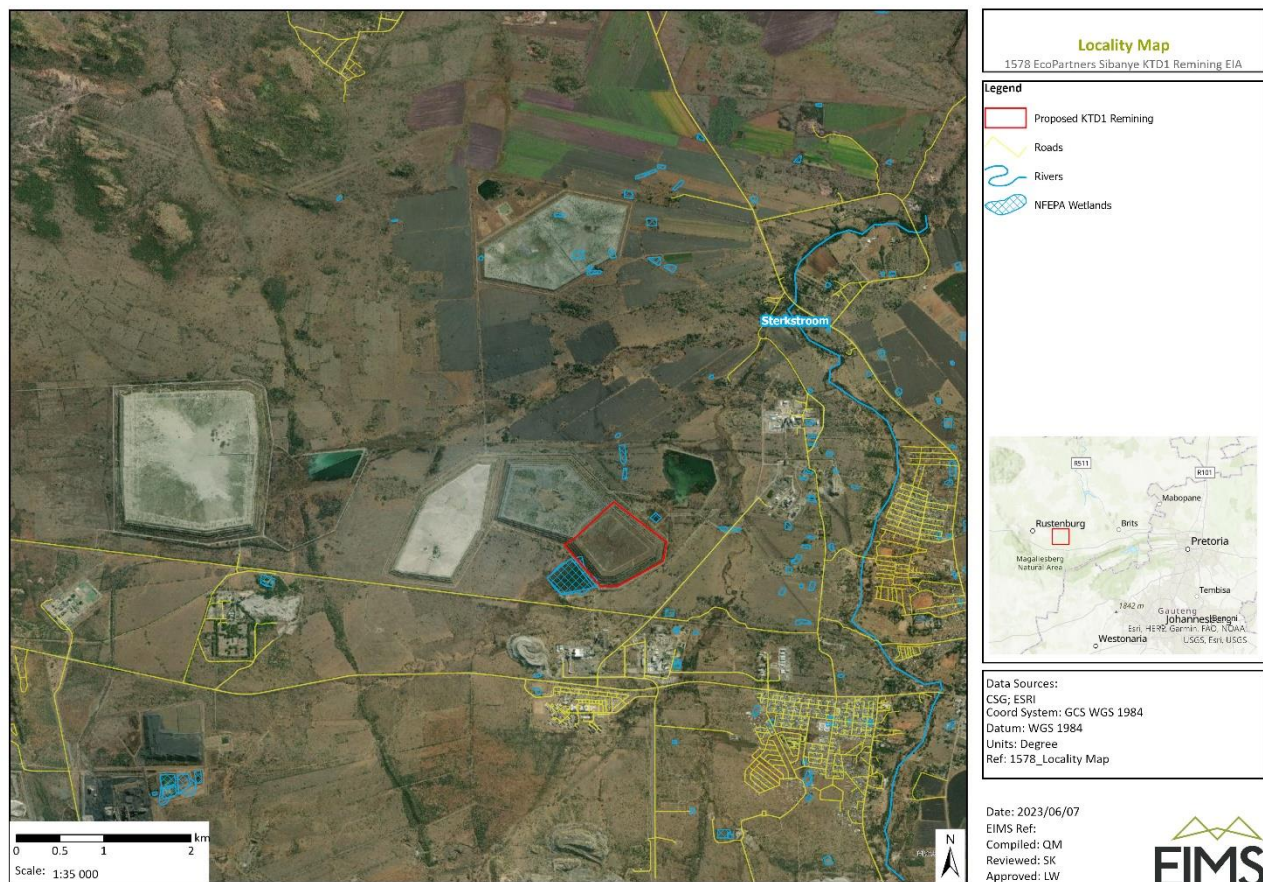 Locality Map
1578 EcoPartners Sibanye KTD1 Remining EIA
Legend
Proposed KTD1 Remining
Roads
Rivers
NFEPA Wetlands
Sterkstroom
R511
R101
Mabopane
Rustenburg
Brits
Pretoria
Magaliesberg
Natural Area
Tembisa
1842 m
Gauteng
Johannesburg
Esri, HERE, Garmin, FAO, NOAA,
USGS, Esri, USGS
Westonaria
Data Sources:
CSG; ESRI
Coord System: GCS WGS 1984
Datum: WGS 1984
Units: Degree
Ref: 1578_Locality Map
Date: 2023/06/07
EIMS Ref:
Compiled: QM
Reviewed: SK
Approved: LW
EIMS
N
km
0 0.5 1 2
Scale: 1:35 000